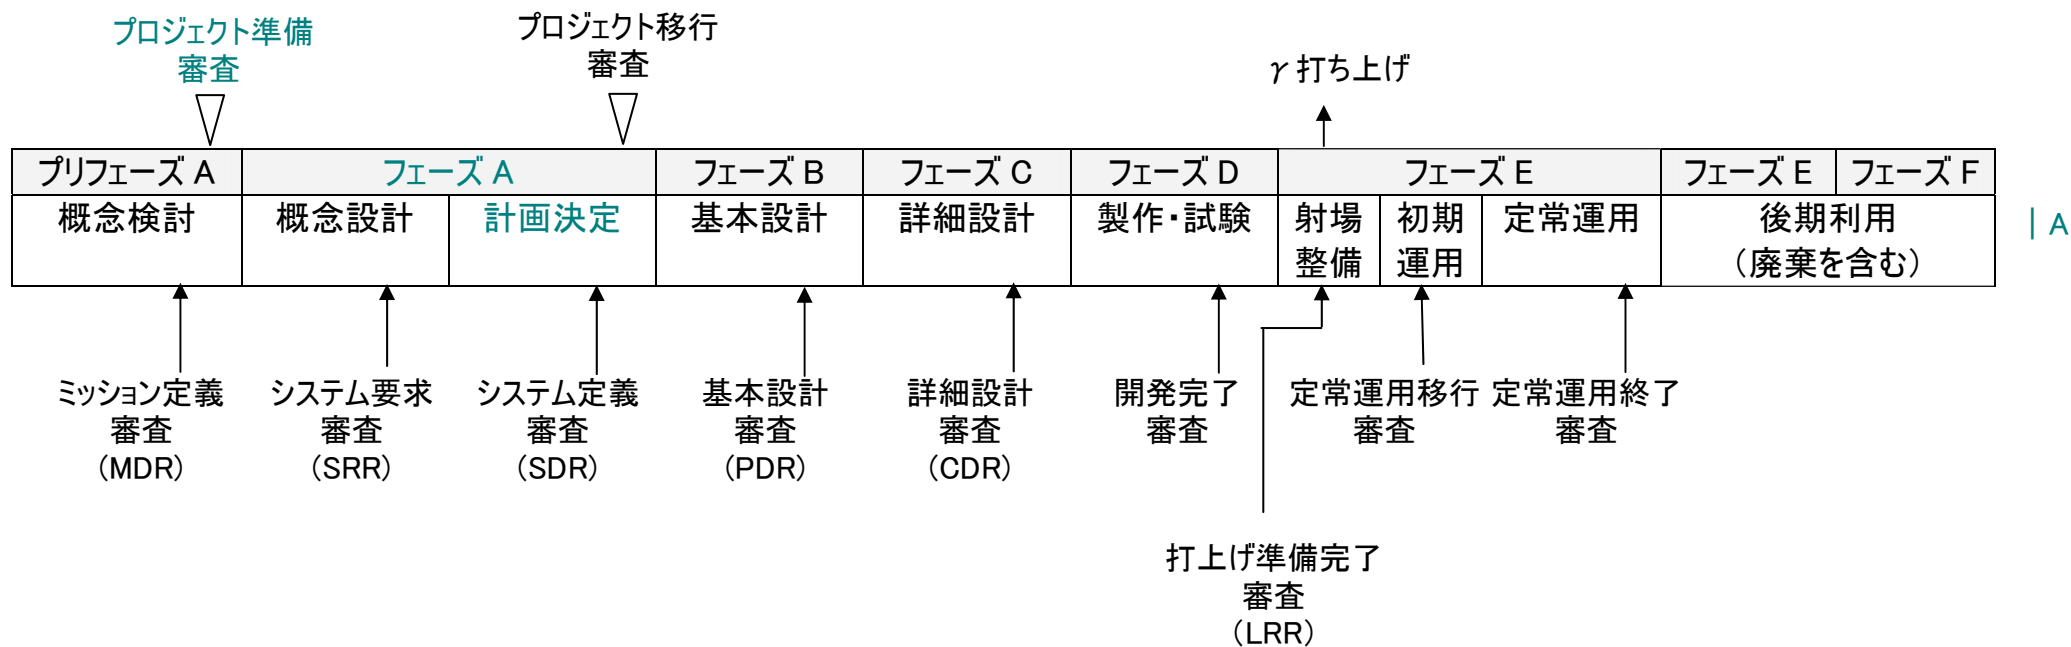 プロジェクト準備
審査
プロジェクト移行
審査
γ 打ち上げ
プリフェーズ A
フェーズ A
フェーズ B
フェーズ C
フェーズ D
フェーズ E
フェーズ E
フェーズ F
概念検討
概念設計
計画決定
基本設計
詳細設計
製作・試験
射場
整備
初期
運用
定常運用
後期利用
（廃棄を含む）
| A
ミッション定義
審査
（MDR）
システム要求
審査
（SRR）
システム定義
審査
（SDR）
基本設計
審査
（PDR）
詳細設計
審査
（CDR）
開発完了
審査
定常運用移行
審査
定常運用終了
審査
打上げ準備完了
審査
（LRR）